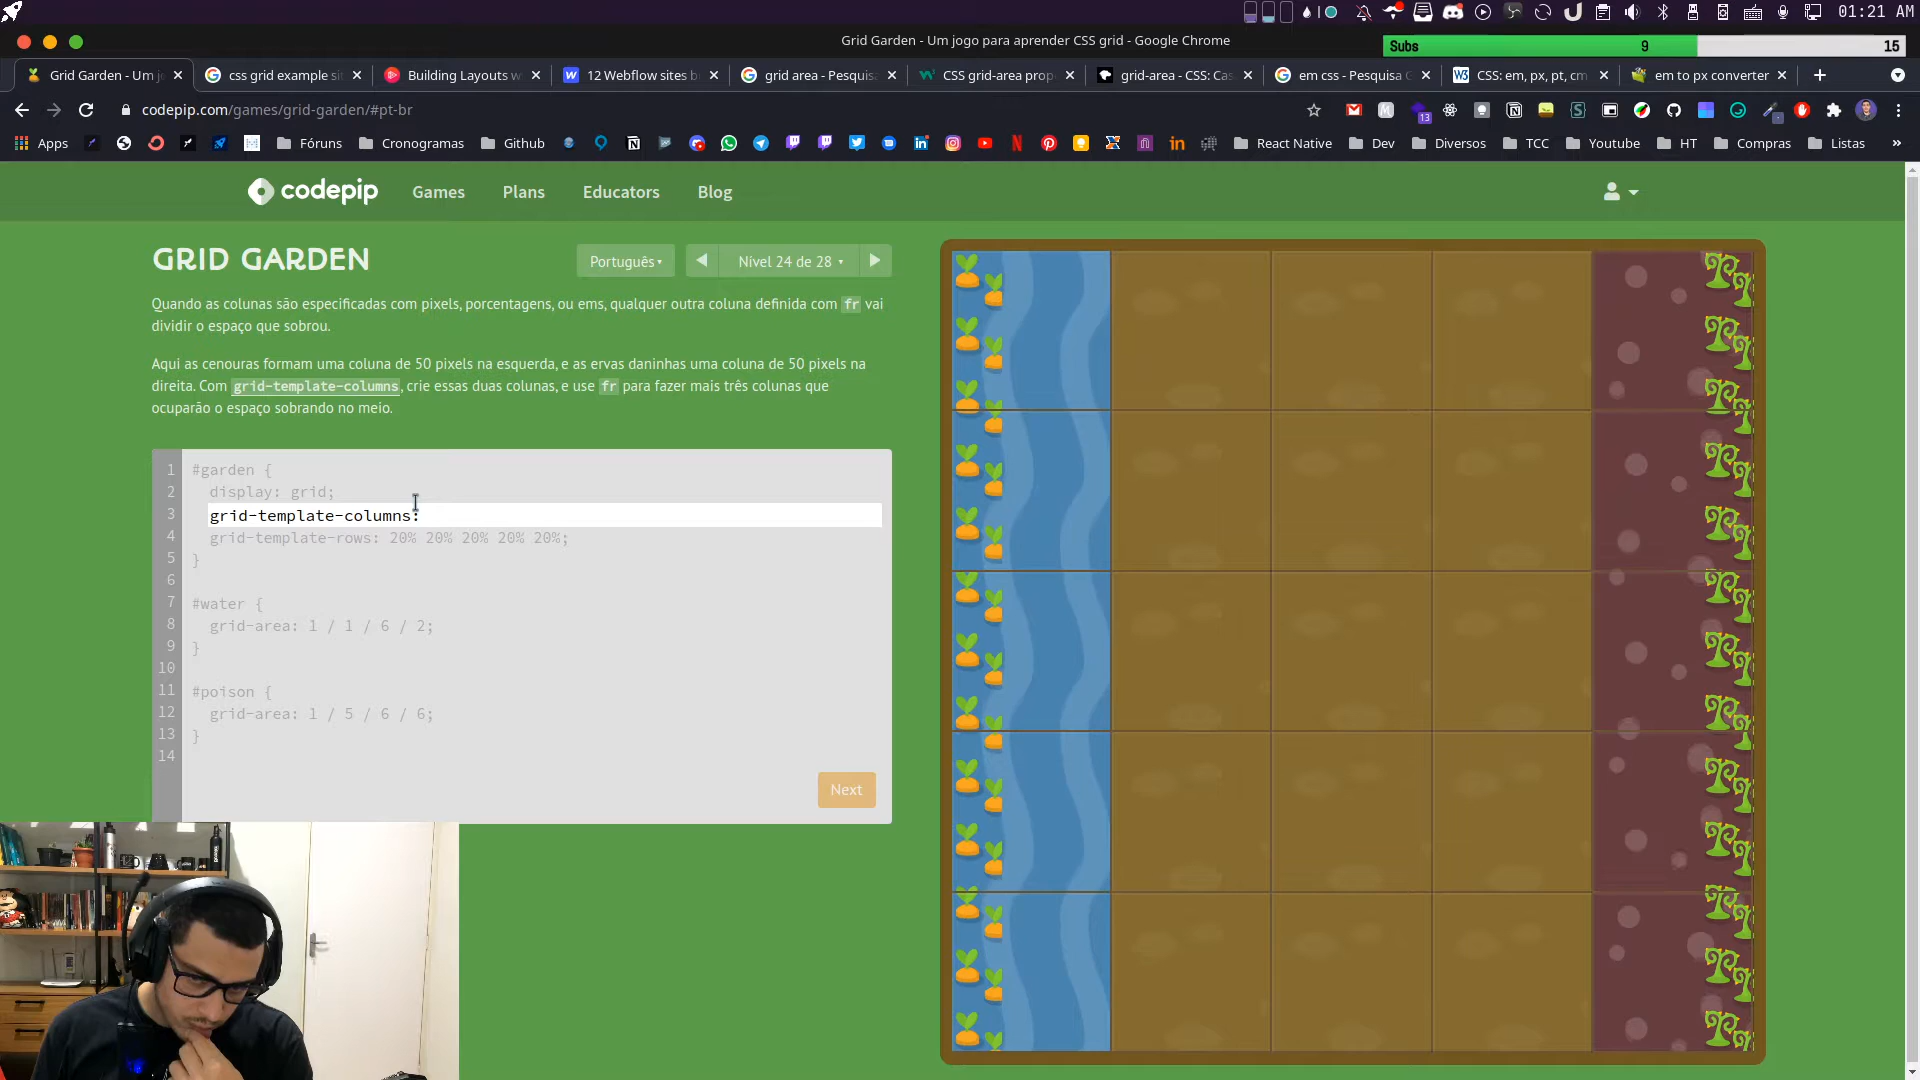 01:21 AM
Grid Garden - Um jogo para aprender CSS grid - Google Chrome
Subs 9 15
Grid Garden - Um j
css grid example sit
Building Layouts w
12 Webflow sites bu
grid area - Pesquisa
CSS grid-area prope
grid-area - CSS: Cas
em css - Pesquisa G
CSS: em, px, pt, cm
em to px converter
codepip.com/games/grid-garden/#pt-br
13
Apps
Fóruns
Cronogramas
Github
React Native
Dev
Diversos
TCC
Youtube
HT
Compras
Listas
codepip
Games
Plans
Educators
Blog
GRID GARDEN
Português
Nível 24 de 28
Quando as colunas são especificadas com pixels, porcentagens, ou ems, qualquer outra coluna definida com fr vai
dividir o espaço que sobrou.
Aqui as cenouras formam uma coluna de 50 pixels na esquerda, e as ervas daninhas uma coluna de 50 pixels na
direita. Com grid-template-columns, crie essas duas colunas, e use fr para fazer mais três colunas que
ocuparão o espaço sobrando no meio.
1 #garden {
2 display: grid;
3 grid-template-columns:
4 grid-template-rows: 20% 20% 20% 20% 20%;
5 }
6
7 #water {
8 grid-area: 1 / 1 / 6 / 2;
9 }
10
11 #poison {
12 grid-area: 1 / 5 / 6 / 6;
13 }
14
Next